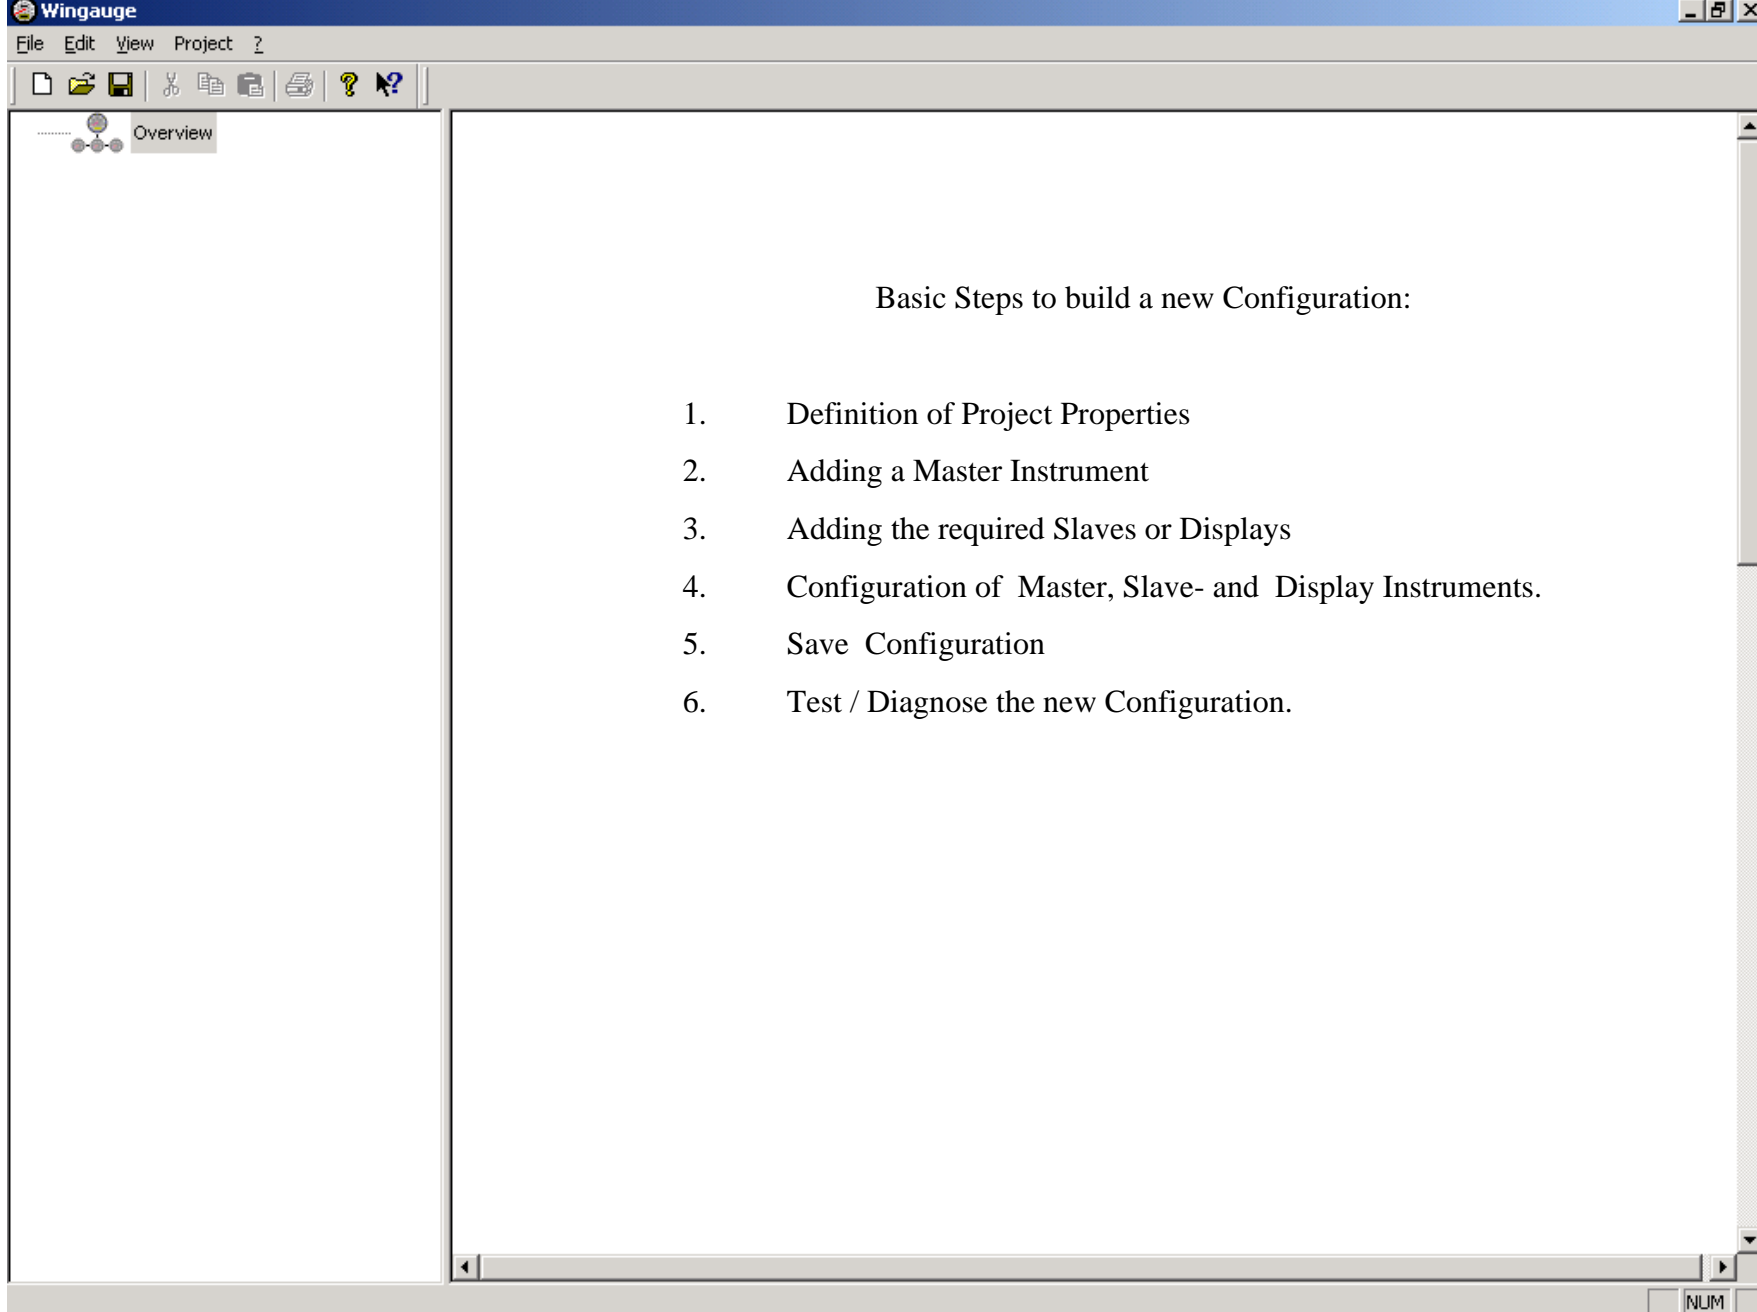 Wingauge
File Edit View Project ?
Overview
Basic Steps to build a new Configuration:
1. Definition of Project Properties
2. Adding a Master Instrument
3. Adding the required Slaves or Displays
4. Configuration of Master, Slave- and Display Instruments.
5. Save Configuration
6. Test / Diagnose the new Configuration.
NUM